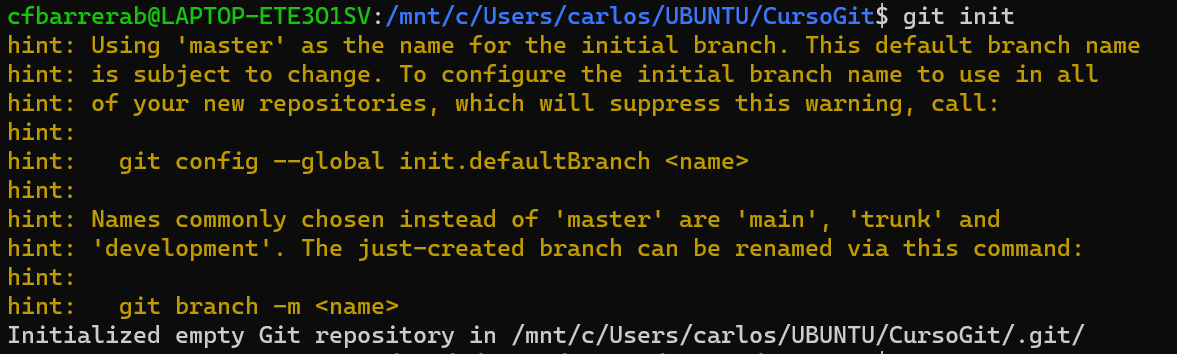 cfbarrerab@LAPTOP-ETE3O1SV:/mnt/c/Users/carlos/UBUNTU/CursoGit$ git init
hint: Using 'master' as the name for the initial branch. This default branch name
hint: is subject to change. To configure the initial branch name to use in all
hint: of your new repositories, which will suppress this warning, call:
hint:
hint:   git config --global init.defaultBranch <name>
hint:
hint: Names commonly chosen instead of 'master' are 'main', 'trunk' and
hint: 'development'. The just-created branch can be renamed via this command:
hint:
hint:   git branch -m <name>
Initialized empty Git repository in /mnt/c/Users/carlos/UBUNTU/CursoGit/.git/